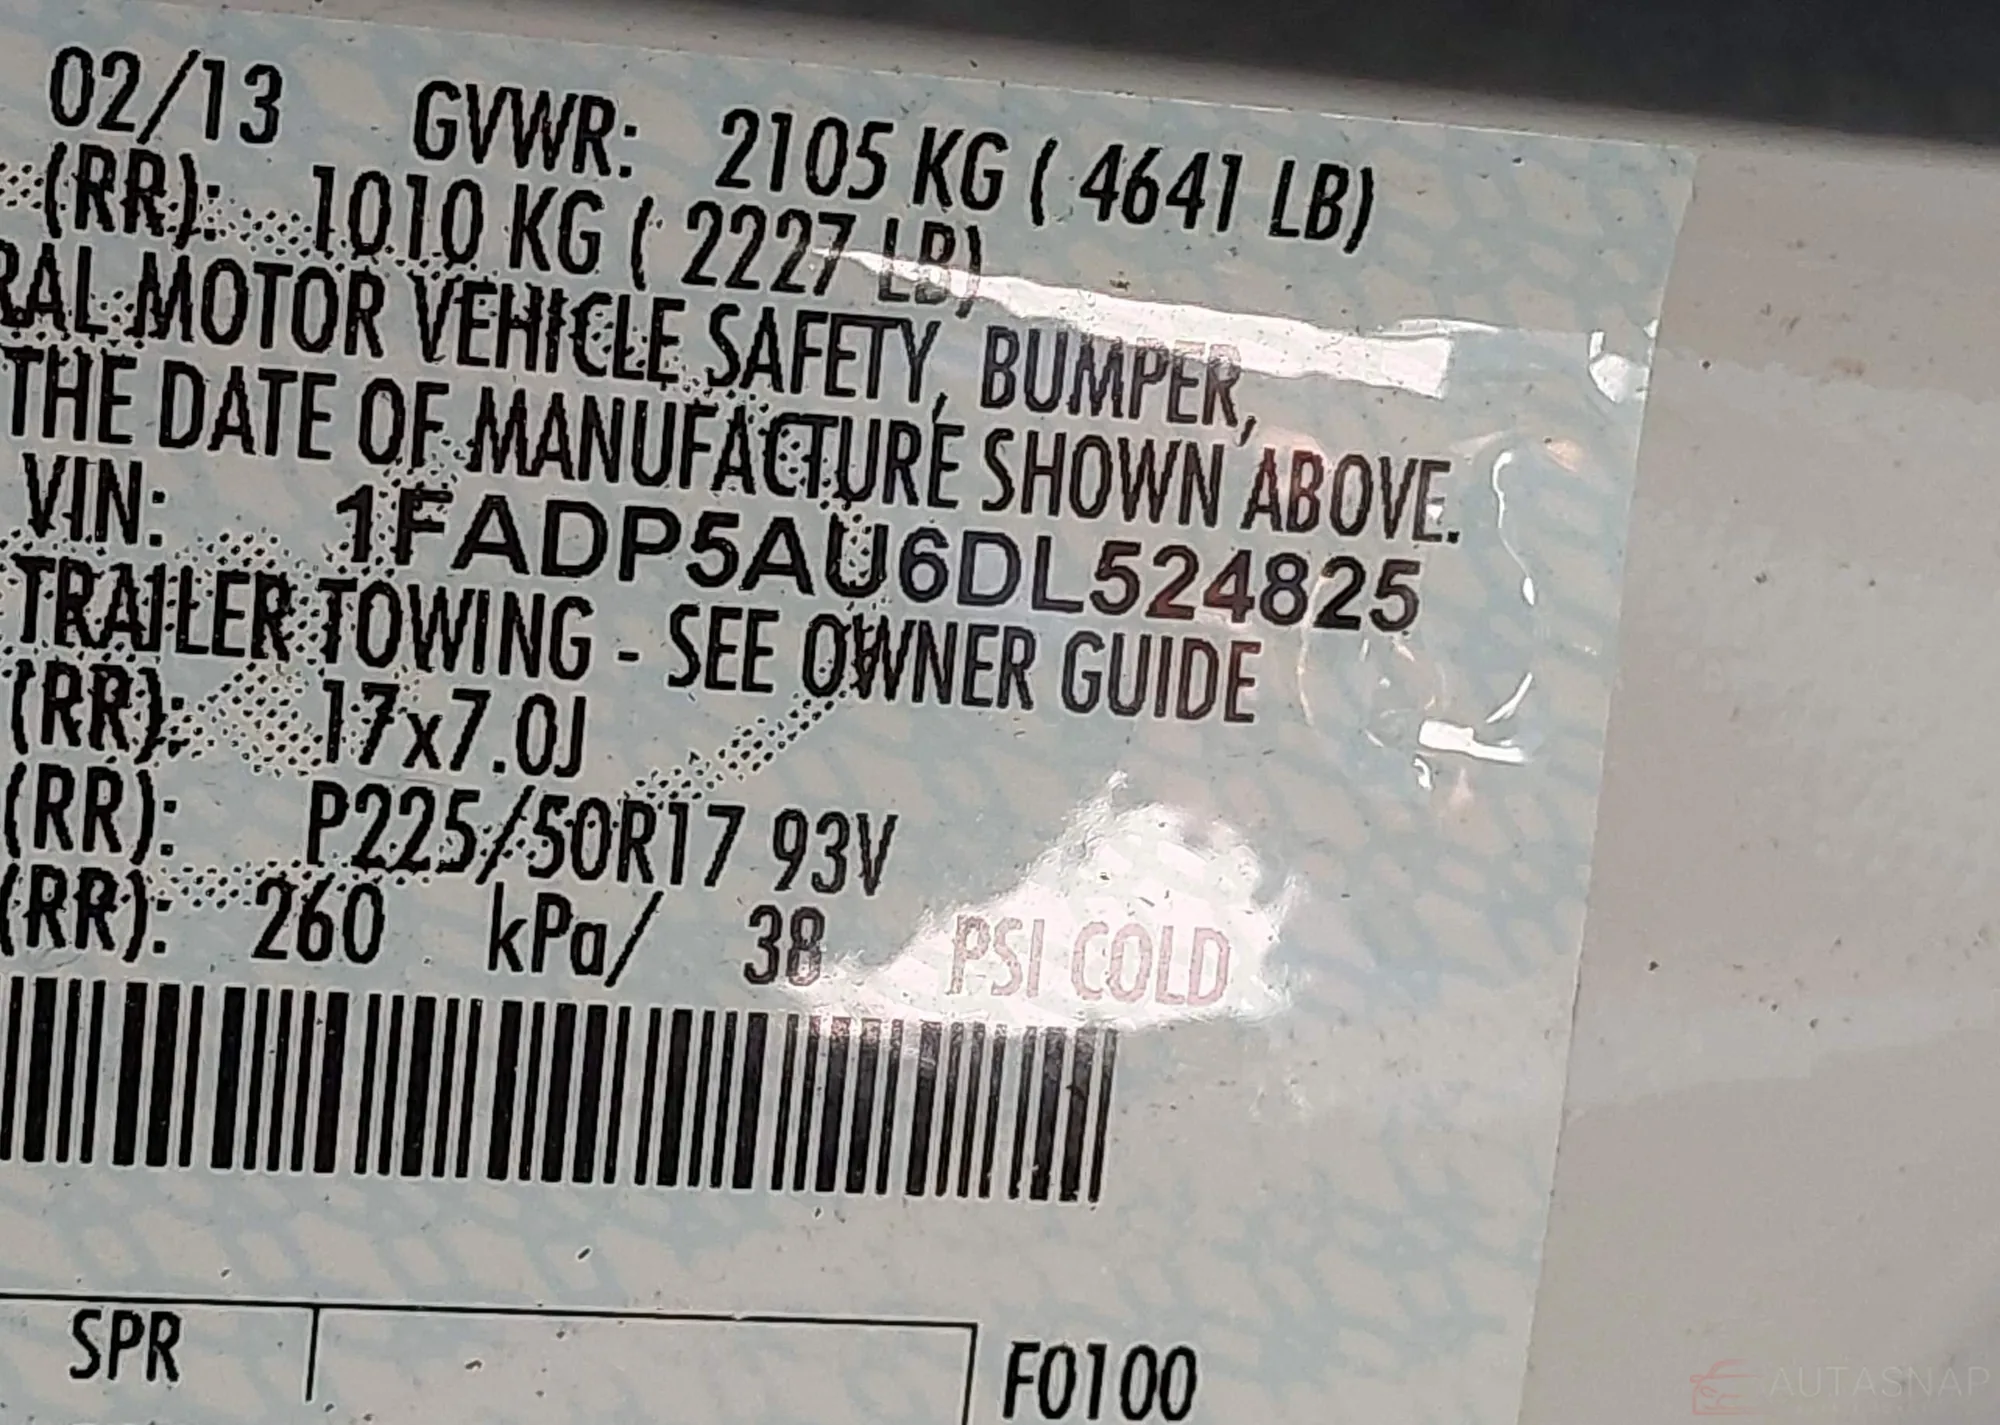 02/13 GVWR: 2105 KG ( 4641 LB)
(RR): 1010 KG ( 2227 LB)
RAL MOTOR VEHICLE SAFETY, BUMPER,
THE DATE OF MANUFACTURE SHOWN ABOVE.
VIN: 1FADP5AU6DL524825
TRAILER TOWING - SEE OWNER GUIDE
(RR): 17x7.0J
(RR): P225/50R17 93V
(RR): 260 kPa/ 38 PSI COLD
SPR
F0100
AUTASNAP